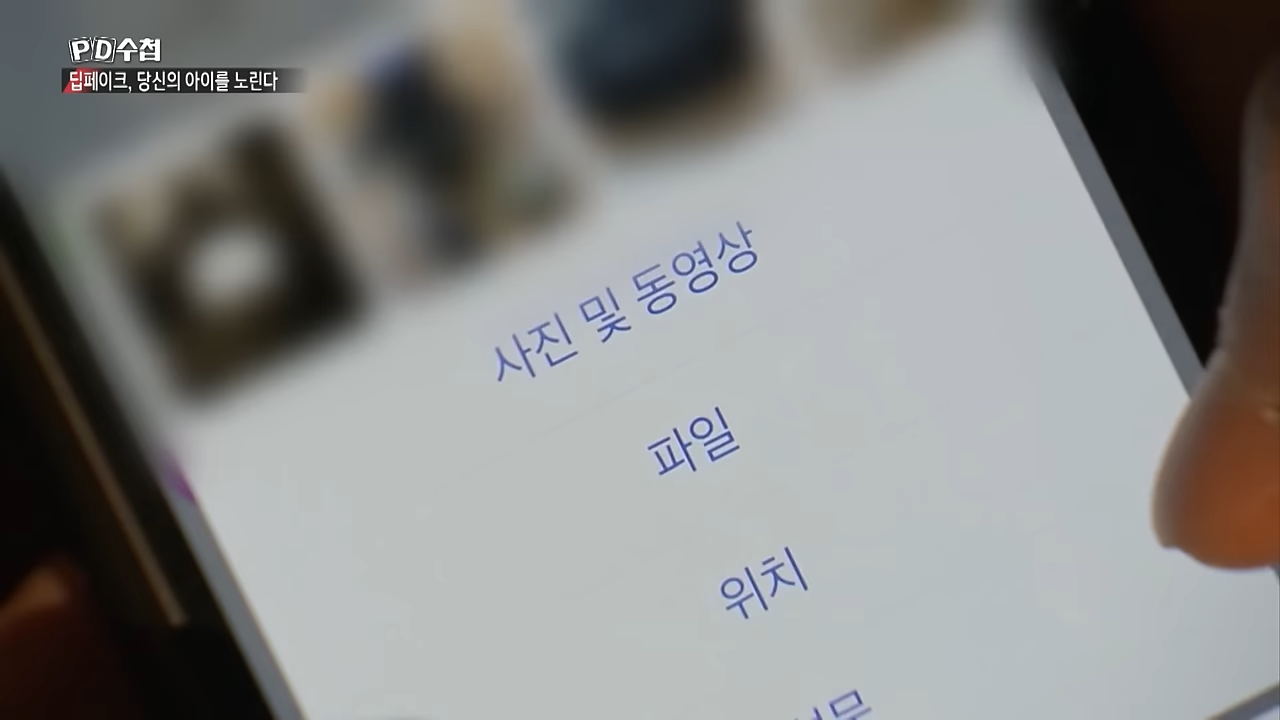 PD수첩
딥페이크, 당신의 아이를 노린다
사진 및 동영상
파일
위치